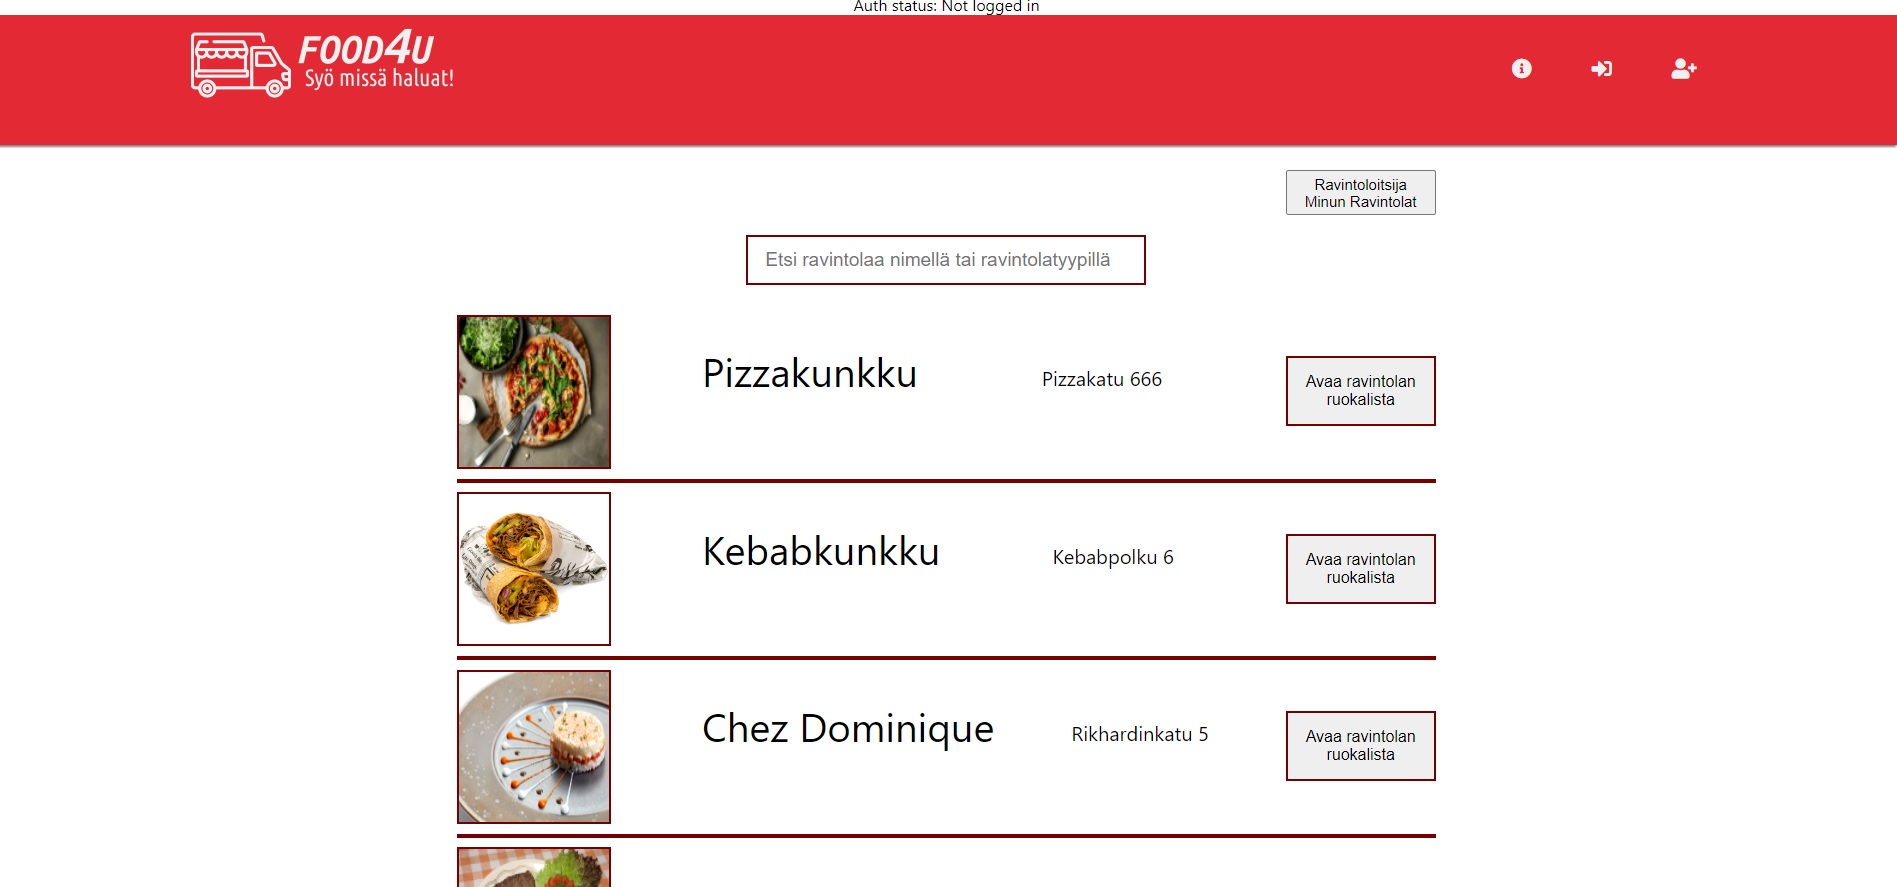 Auth status: Not logged in
FOOD4U
Syö missä haluat!
Ravintoloitsija
Minun Ravintolat
Etsi ravintolaa nimellä tai ravintolatyypillä
Pizzakunkku
Pizzakatu 666
Avaa ravintolan
ruokalista
Kebabkunkku
Kebabpolku 6
Avaa ravintolan
ruokalista
Chez Dominique
Rikhardinkatu 5
Avaa ravintolan
ruokalista